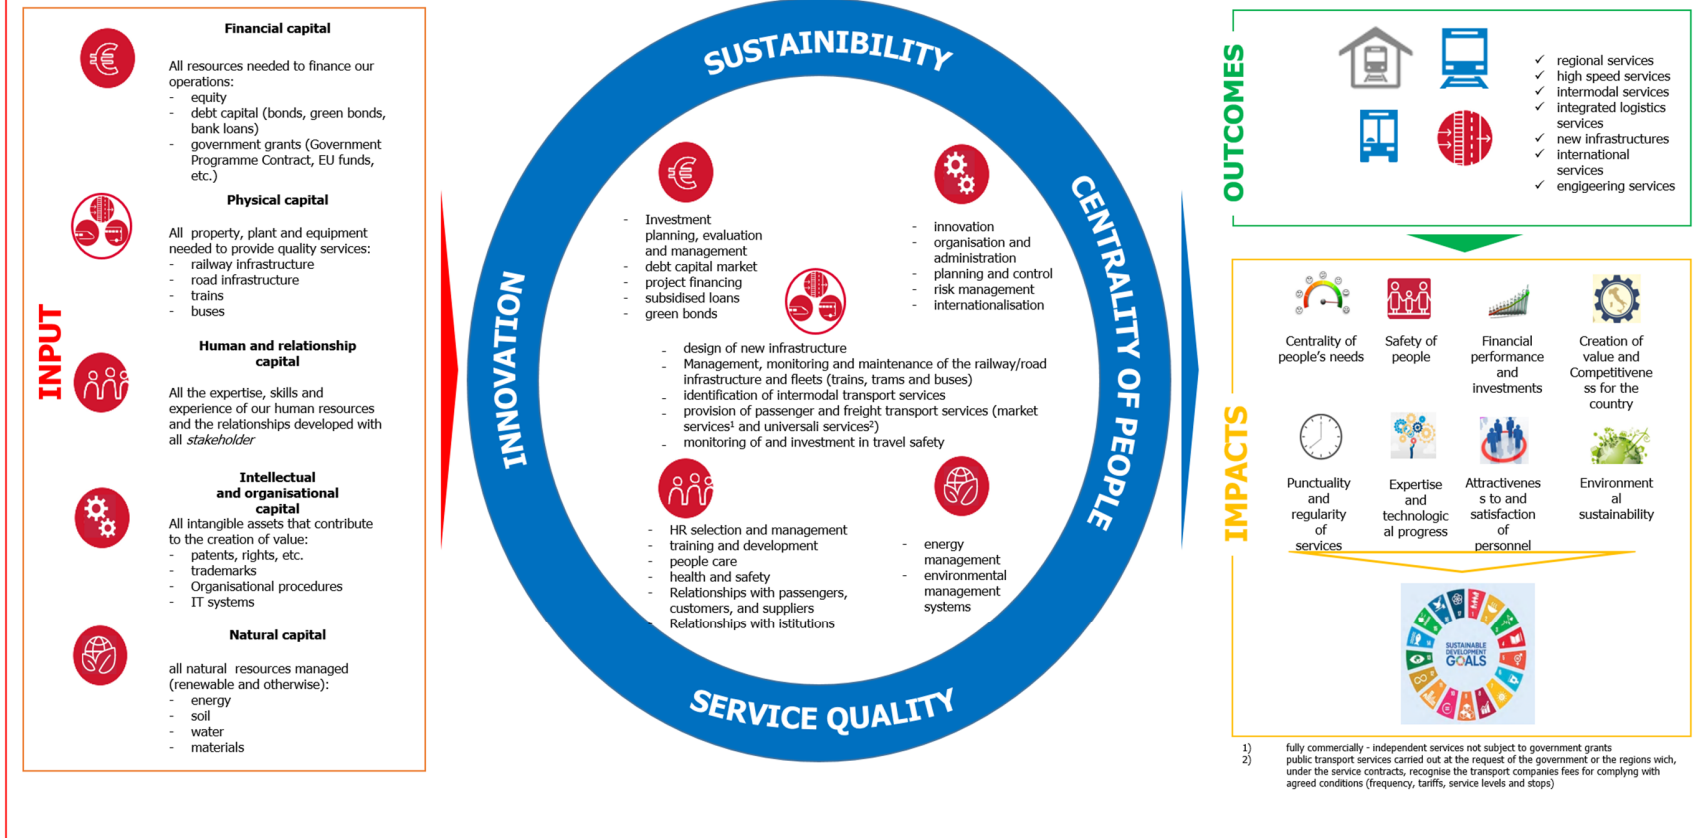 INPUT
Financial capital
All resources needed to finance our
operations:
- equity
- debt capital (bonds, green bonds,
bank loans)
- government grants (Government
Programme Contract, EU funds,
etc.)
Physical capital
All property, plant and equipment
needed to provide quality services:
- railway infrastructure
- road infrastructure
- trains
- buses
Human and relationship
capital
All the expertise, skills and
experience of our human resources
and the relationships developed with
all stakeholder
Intellectual
and organisational
capital
All intangible assets that contribute
to the creation of value:
- patents, rights, etc.
- trademarks
- Organisational procedures
- IT systems
Natural capital
all natural resources managed
(renewable and otherwise):
- energy
- soil
- water
- materials
SUSTAINIBILITY
INNOVATION
CENTRALITY OF PEOPLE
SERVICE QUALITY
- Investment
planning, evaluation
and management
- debt capital market
- project financing
- subsidised loans
- green bonds
- innovation
- organisation and
administration
- planning and control
- risk management
- internationalisation
- design of new infrastructure
- Management, monitoring and maintenance of the railway/road
infrastructure and fleets (trains, trams and buses)
- identification of intermodal transport services
- provision of passenger and freight transport services (market
services¹ and universali services²)
- monitoring of and investment in travel safety
- HR selection and management
- training and development
- people care
- health and safety
- Relationships with passengers,
customers, and suppliers
- Relationships with istitutions
- energy
management
- environmental
management
systems
OUTCOMES
✓ regional services
✓ high speed services
✓ intermodal services
✓ integrated logistics
services
✓ new infrastructures
✓ international
services
✓ engigeering services
IMPACTS
Centrality of
people's needs
Safety of
people
Financial
performance
and
investments
Creation of
value and
Competitivene
ss for the
country
Punctuality
and
regularity
of
services
Expertise
and
technologic
al progress
Attractivenes
s to and
satisfaction
of
personnel
Environment
al
sustainability
SUSTAINABLE
DEVELOPMENT
GOALS
1) fully commercially - independent services not subject to government grants
2) public transport services carried out at the request of the government or the regions wich,
under the service contracts, recognise the transport companies fees for complyng with
agreed conditions (frequency, tariffs, service levels and stops)